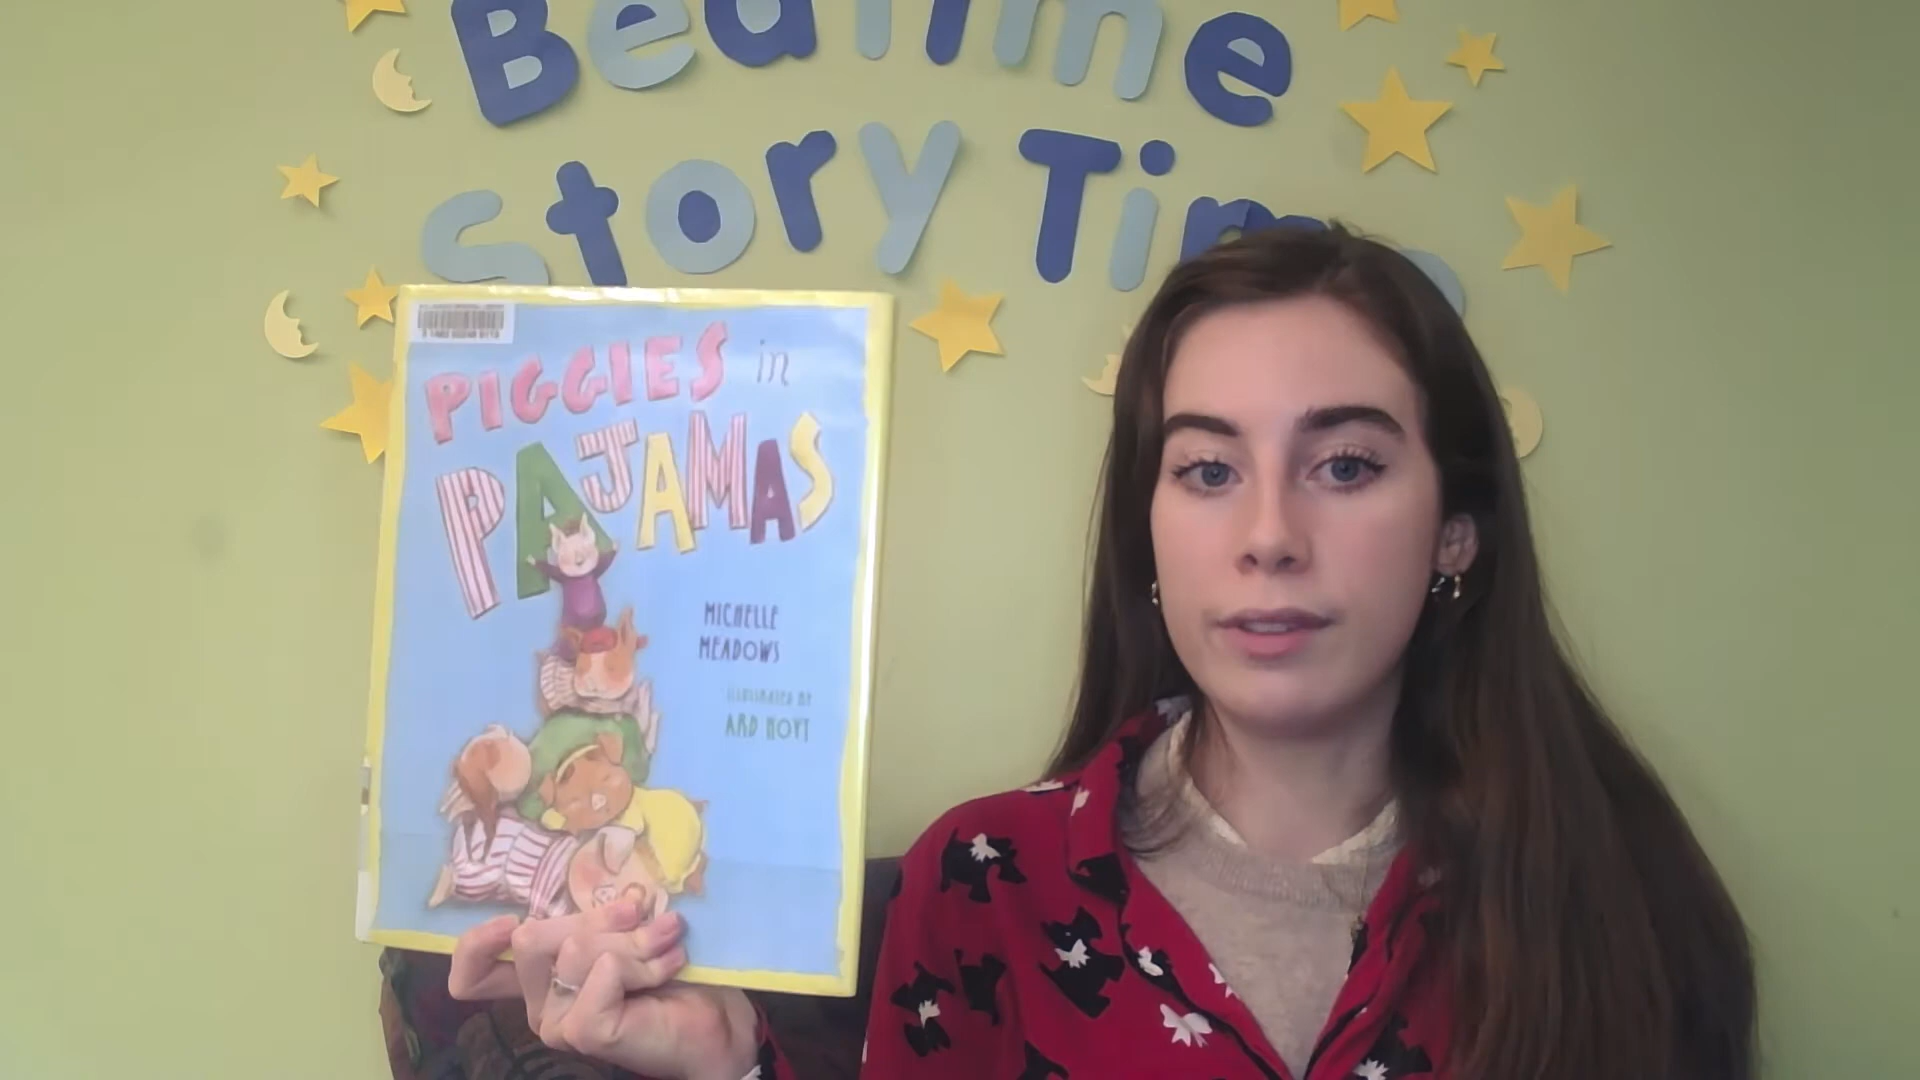 Bedtime
Story Time
PIGGIES in
PAJAMAS
MICHELLE
MEADOWS
ILLUSTRATED BY
ARD HOYT